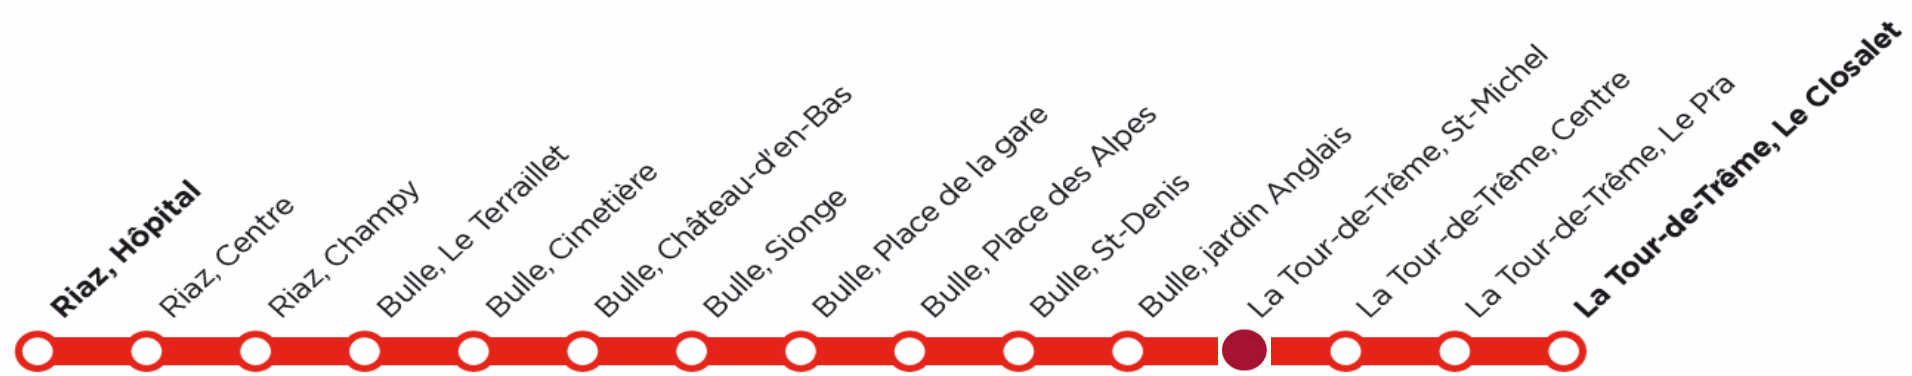 Riaz, Hôpital
Riaz, Centre
Riaz, Champy
Bulle, Le Terraillet
Bulle, Cimetière
Bulle, Château-d'en-Bas
Bulle, Sionge
Bulle, Place de la gare
Bulle, Place des Alpes
Bulle, St-Denis
Bulle, jardin Anglais
La Tour-de-Trême, St-Michel
La Tour-de-Trême, Centre
La Tour-de-Trême, Le Pra
La Tour-de-Trême, Le Closalet